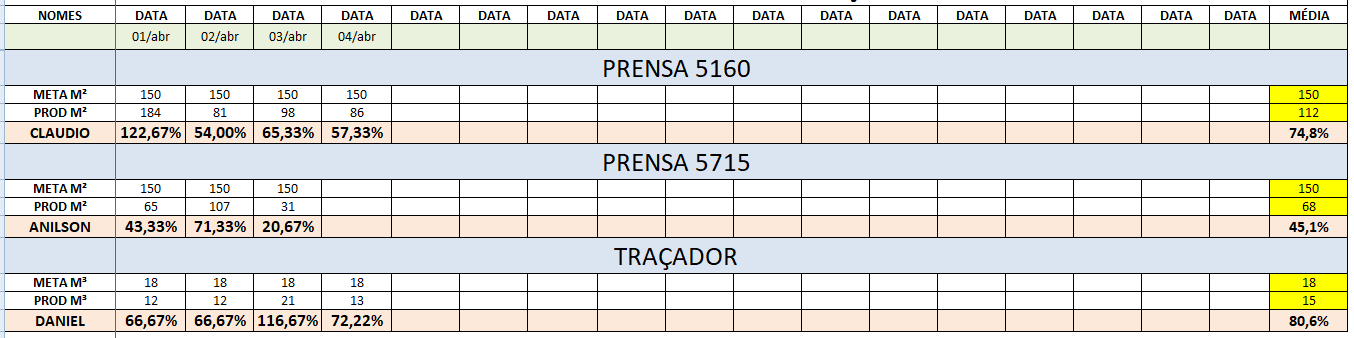 NOMES DATA DATA DATA DATA DATA DATA DATA DATA DATA DATA DATA DATA DATA DATA DATA DATA DATA MÉDIA
01/abr 02/abr 03/abr 04/abr
PRENSA 5160
META M² 150 150 150 150 150
PROD M² 184 81 98 86 112
CLAUDIO 122,67% 54,00% 65,33% 57,33% 74,8%
PRENSA 5715
META M² 150 150 150 150
PROD M² 65 107 31 68
ANILSON 43,33% 71,33% 20,67% 45,1%
TRAÇADOR
META M³ 18 18 18 18 18
PROD M³ 12 12 21 13 15
DANIEL 66,67% 66,67% 116,67% 72,22% 80,6%